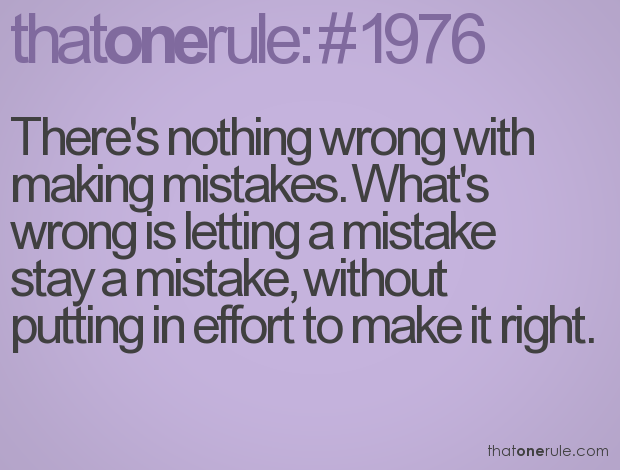 thatonerule: #1976
There's nothing wrong with
making mistakes. What's
wrong is letting a mistake
stay a mistake, without
putting in effort to make it right.
thatonerule.com